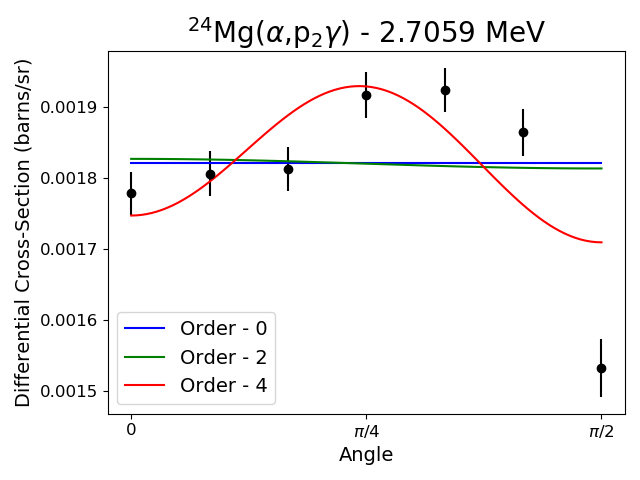 ²⁴Mg(α,p₂γ) - 2.7059 MeV
Differential Cross-Section (barns/sr)
0.0019
0.0018
0.0017
0.0016
0.0015
Order - 0
Order - 2
Order - 4
0
π/4
π/2
Angle